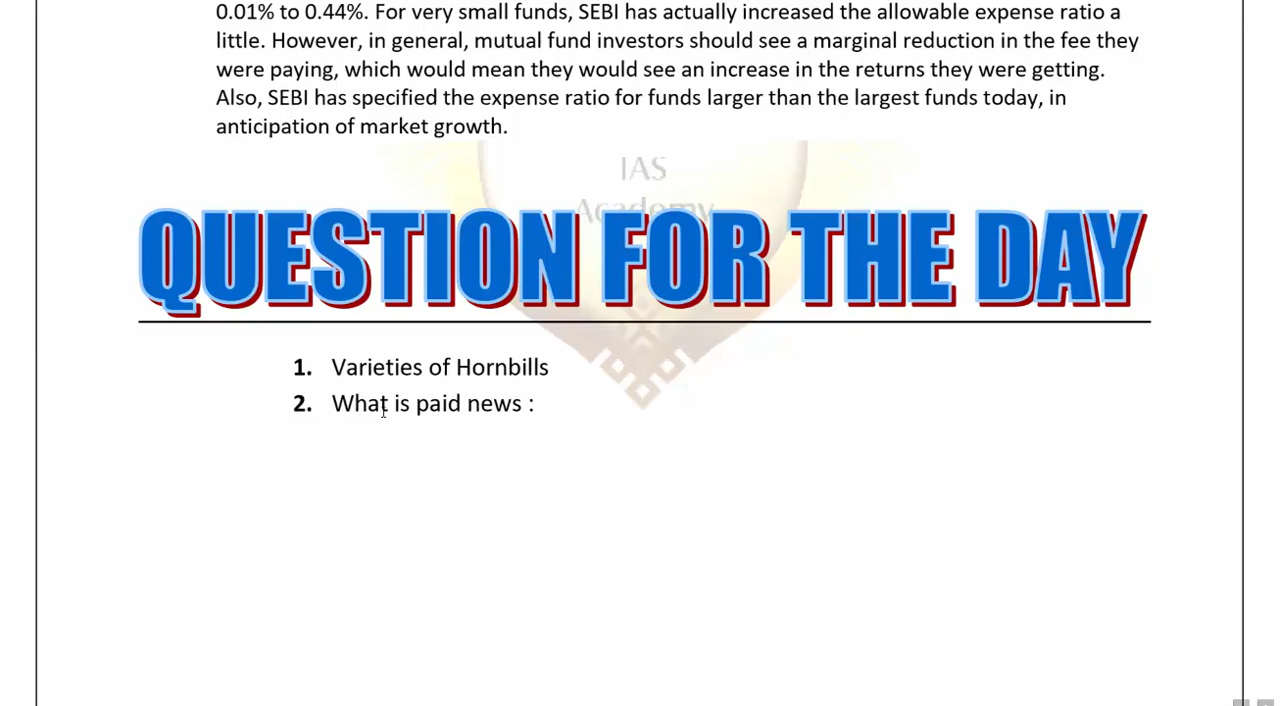 0.01% to 0.44%. For very small funds, SEBI has actually increased the allowable expense ratio a
little. However, in general, mutual fund investors should see a marginal reduction in the fee they
were paying, which would mean they would see an increase in the returns they were getting.
Also, SEBI has specified the expense ratio for funds larger than the largest funds today, in
anticipation of market growth.
IAS
Academy
QUESTION FOR THE DAY
1. Varieties of Hornbills
2. What is paid news :